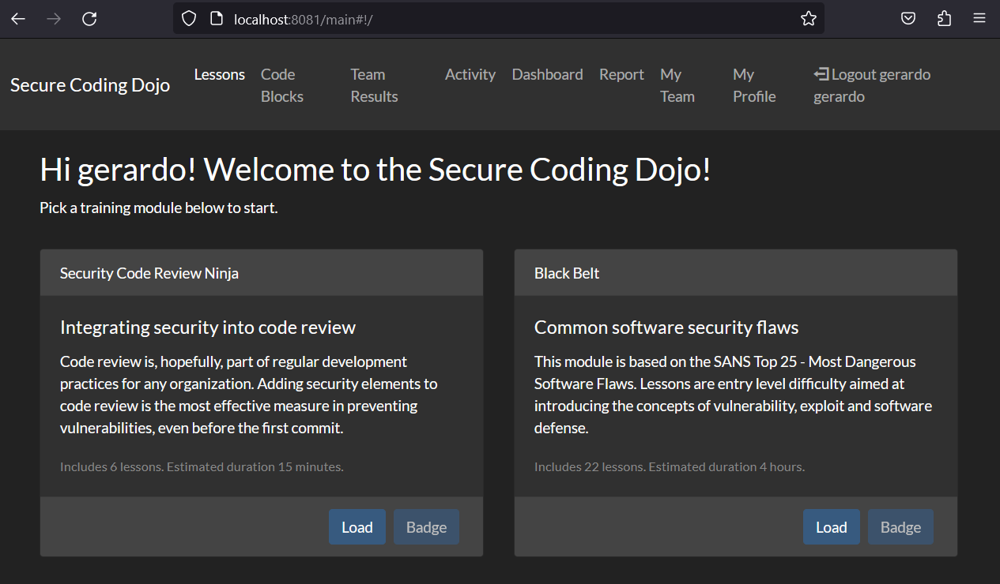 localhost:8081/main#!/
Secure Coding Dojo
Lessons
Code
Blocks
Team
Results
Activity
Dashboard
Report
My
Team
My
Profile
Logout gerardo
gerardo
Hi gerardo! Welcome to the Secure Coding Dojo!
Pick a training module below to start.
Security Code Review Ninja
Integrating security into code review
Code review is, hopefully, part of regular development
practices for any organization. Adding security elements to
code review is the most effective measure in preventing
vulnerabilities, even before the first commit.
Includes 6 lessons. Estimated duration 15 minutes.
Load
Badge
Black Belt
Common software security flaws
This module is based on the SANS Top 25 - Most Dangerous
Software Flaws. Lessons are entry level difficulty aimed at
introducing the concepts of vulnerability, exploit and software
defense.
Includes 22 lessons. Estimated duration 4 hours.
Load
Badge